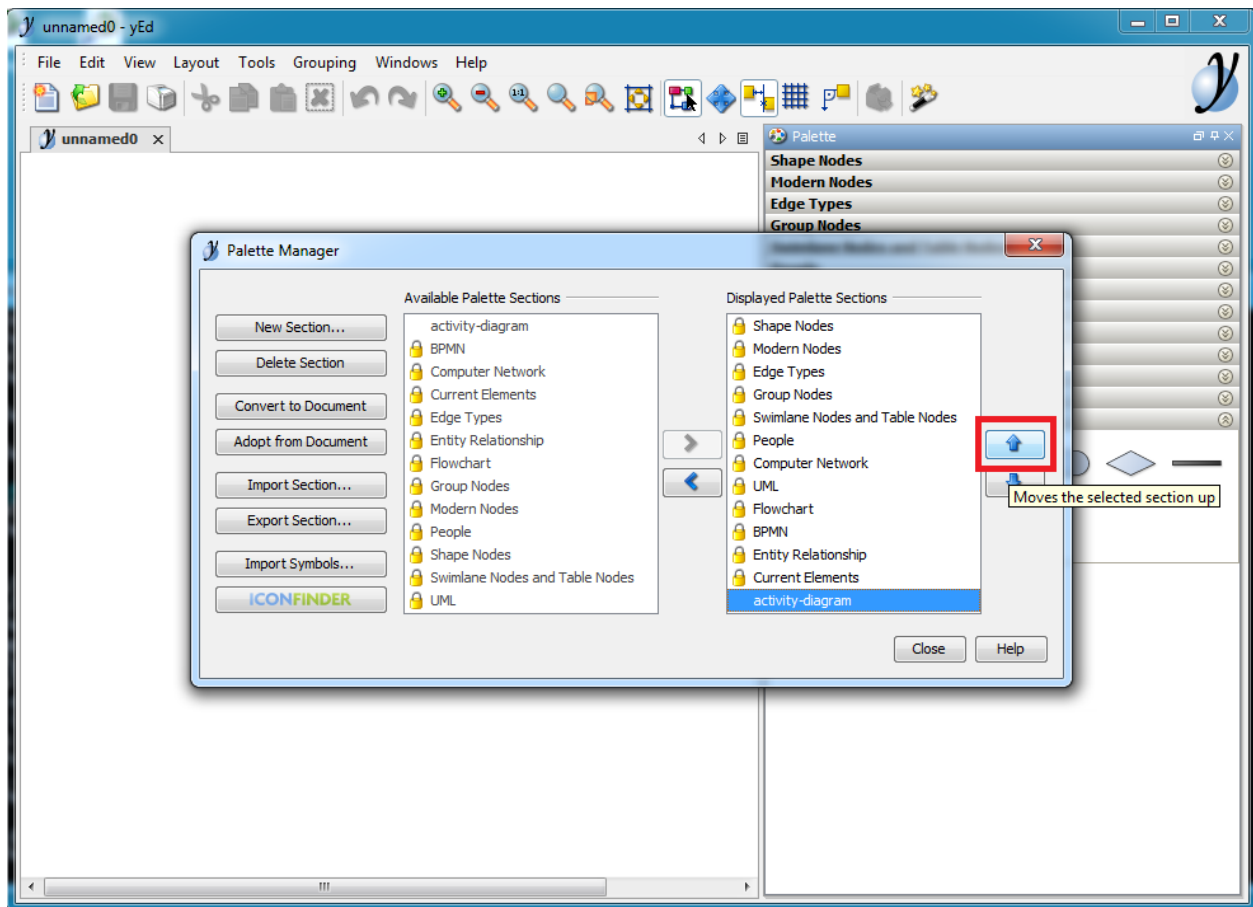 unnamed0 - yEd
File Edit View Layout Tools Grouping Windows Help
1:1
unnamed0
Palette
Shape Nodes
Modern Nodes
Edge Types
Group Nodes
Palette Manager
Available Palette Sections
Displayed Palette Sections
New Section...
Delete Section
Convert to Document
Adopt from Document
Import Section...
Export Section...
Import Symbols...
ICONFINDER
activity-diagram
BPMN
Computer Network
Current Elements
Edge Types
Entity Relationship
Flowchart
Group Nodes
Modern Nodes
People
Shape Nodes
Swimlane Nodes and Table Nodes
UML
Shape Nodes
Modern Nodes
Edge Types
Group Nodes
Swimlane Nodes and Table Nodes
People
Computer Network
UML
Flowchart
BPMN
Entity Relationship
Current Elements
activity-diagram
Moves the selected section up
Close
Help